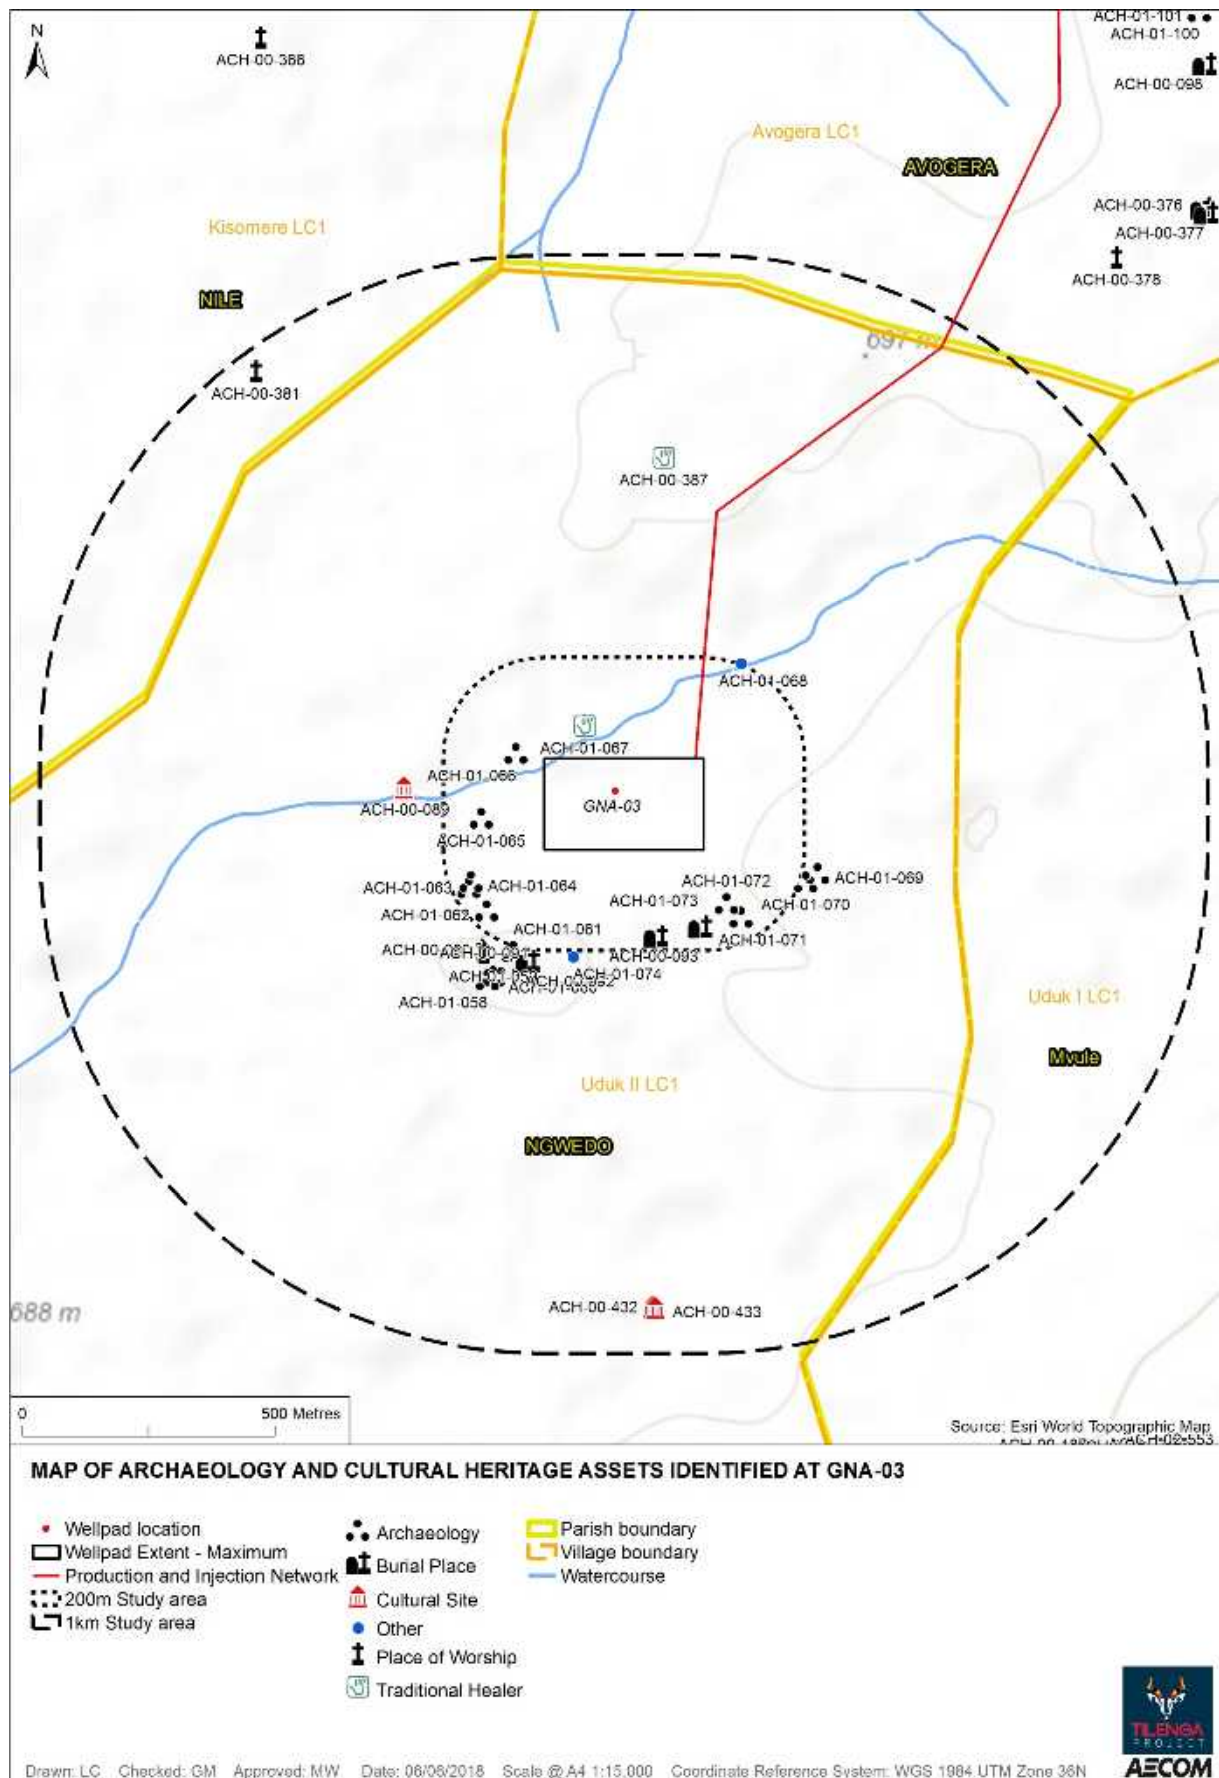 N
ACH-01-101
ACH-01-100
ACH-00-388
ACH-00-098
Avogera LC1
AVOGERA
ACH-00-376
ACH-00-377
Kisomere LC1
ACH-00-378
NILE
697 m
ACH-00-381
ACH-00-387
ACH-01-068
ACH-01-067
ACH-01-066
GNA-03
ACH-00-089
ACH-01-065
ACH-01-063
ACH-01-064
ACH-01-072
ACH-01-069
ACH-01-073
ACH-01-070
ACH-01-062
ACH-01-061
ACH-01-071
ACH-00-093
ACH-01-074
ACH-01-058
Uduk I LC1
Mvule
Uduk II LC1
NGWEDO
ACH-00-432
ACH-00-433
688 m
0
500 Metres
Source: Esri World Topographic Map
ACH-02-553
MAP OF ARCHAEOLOGY AND CULTURAL HERITAGE ASSETS IDENTIFIED AT GNA-03
Wellpad location
Wellpad Extent - Maximum
Production and Injection Network
200m Study area
1km Study area
Archaeology
Burial Place
Cultural Site
Other
Place of Worship
Traditional Healer
Parish boundary
Village boundary
Watercourse
TILENGA
PROJECT
AECOM
Drawn: LC Checked: GM Approved: MW Date: 06/06/2018 Scale @ A4 1:15,000 Coordinate Reference System: WGS 1984 UTM Zone 36N